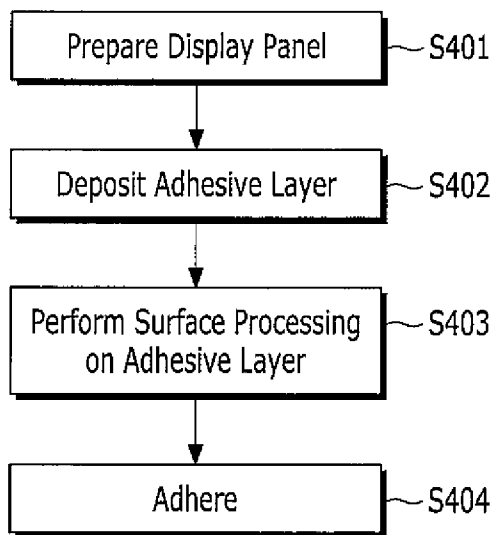 Prepare Display Panel S401
Deposit Adhesive Layer S402
Perform Surface Processing S403
on Adhesive Layer
Adhere S404